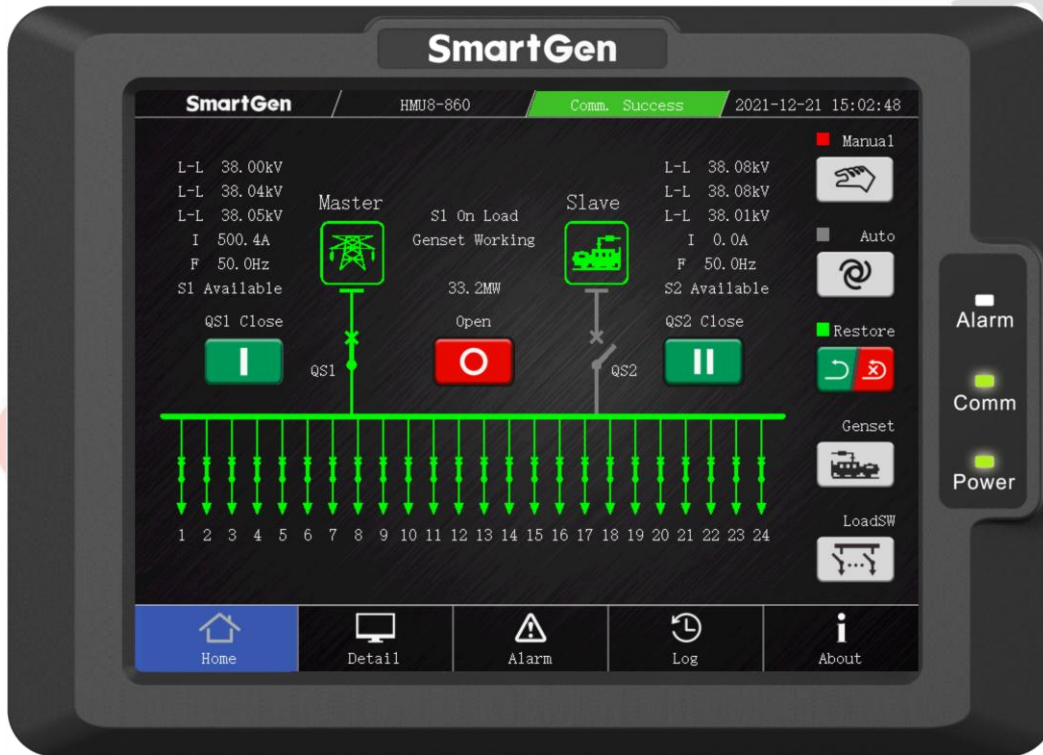 SmartGen
SmartGen
HMU8-860
Comm. Success
2021-12-21 15:02:48
L-L 38.00kV
L-L 38.04kV
L-L 38.05kV
I 500.4A
F 50.0Hz
S1 Available
QS1 Close
Master
S1 On Load
Genset Working
33.2MW
Open
Slave
L-L 38.08kV
L-L 38.08kV
L-L 38.01kV
I 0.0A
F 50.0Hz
S2 Available
QS2 Close
QS1
QS2
1 2 3 4 5 6 7 8 9 10 11 12 13 14 15 16 17 18 19 20 21 22 23 24
Manual
Auto
Restore
Genset
LoadSW
Home
Detail
Alarm
Log
About
Alarm
Comm
Power